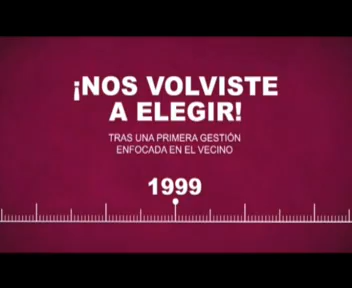 ¡NOS VOLVISTE
A ELEGIR!
TRAS UNA PRIMERA GESTIÓN
ENFOCADA EN EL VECINO
1999